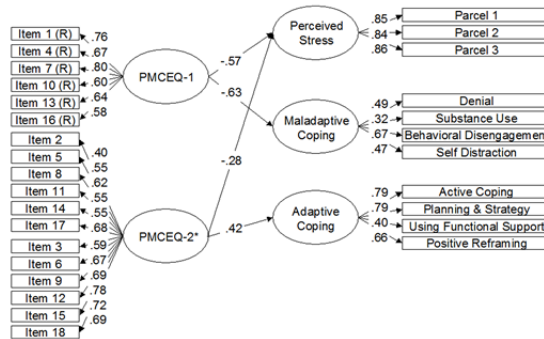 Item 1 (R)
Item 4 (R)
Item 7 (R)
Item 10 (R)
Item 13 (R)
Item 16 (R)
.76
.67
.80
.60
.64
.58
PMCEQ-1
Item 2
Item 5
Item 8
Item 11
Item 14
Item 17
Item 3
Item 6
Item 9
Item 12
Item 15
Item 18
.40
.55
.62
.55
.55
.68
.59
.67
.69
.78
.72
.69
PMCEQ-2*
-.57
-.63
-.28
.42
Perceived
Stress
.85
.84
.86
Parcel 1
Parcel 2
Parcel 3
Maladaptive
Coping
.49
.32
.67
.47
Denial
Substance Use
Behavioral Disengagement
Self Distraction
Adaptive
Coping
.79
.79
.40
.66
Active Coping
Planning & Strategy
Using Functional Support
Positive Reframing